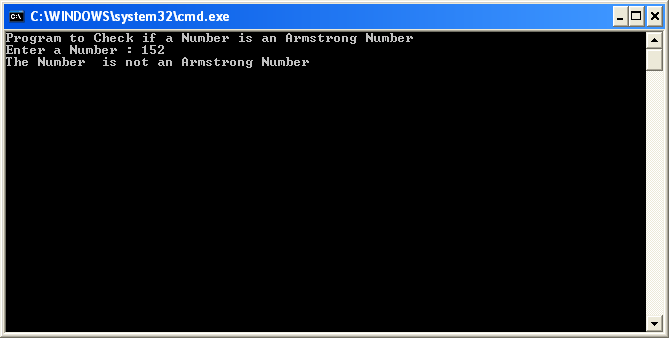 C:\WINDOWS\system32\cmd.exe
Program to Check if a Number is an Armstrong Number
Enter a Number : 152
The Number  is not an Armstrong Number